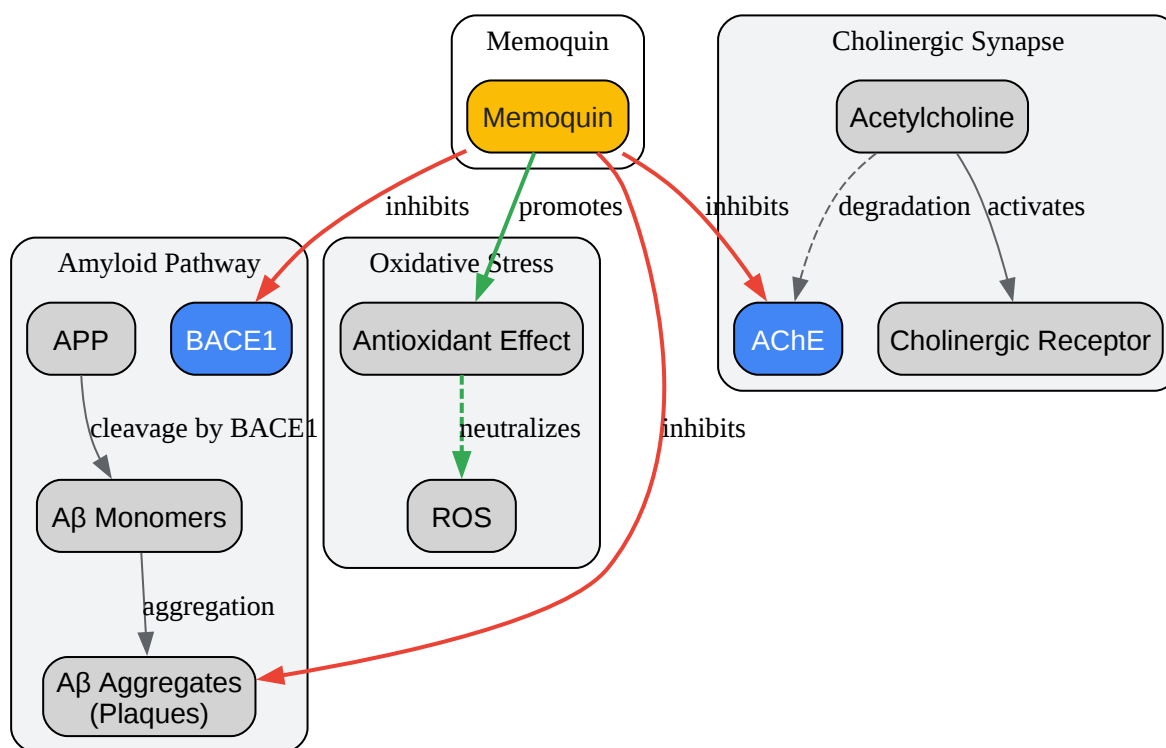 Memoquin
Cholinergic Synapse
Memoquin
Acetylcholine
inhibits
promotes
inhibits
degradation
activates
Amyloid Pathway
Oxidative Stress
APP
BACE1
Antioxidant Effect
AChE
Cholinergic Receptor
cleavage by BACE1
neutralizes
inhibits
Aβ Monomers
ROS
aggregation
Aβ Aggregates
(Plaques)